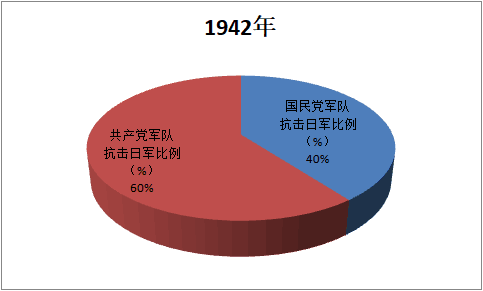 1942年
国民党军队
抗击日军比例
（%）
40%
共产党军队
抗击日军比例
（%）
60%